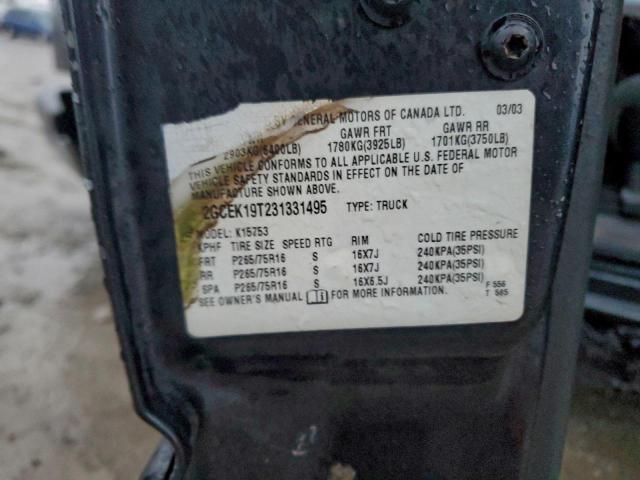 GENERAL MOTORS OF CANADA LTD. 03/03
GAWR FRT GAWR RR
2903KG(6400LB) 1780KG(3925LB) 1701KG(3750LB)
THIS VEHICLE CONFORMS TO ALL APPLICABLE U.S. FEDERAL MOTOR
VEHICLE SAFETY STANDARDS IN EFFECT ON THE DATE OF
MANUFACTURE SHOWN ABOVE.
2GCEK19T231331495 TYPE: TRUCK
MODEL: K15753
KPHF TIRE SIZE SPEED RTG RIM COLD TIRE PRESSURE
FRT P265/75R16 S 16X7J 240KPA(35PSI)
RR P265/75R16 S 16X7J 240KPA(35PSI)
SPA P265/75R16 S 16X6.5J 240KPA(35PSI)
SEE OWNER'S MANUAL FOR MORE INFORMATION.
F 556
T 585